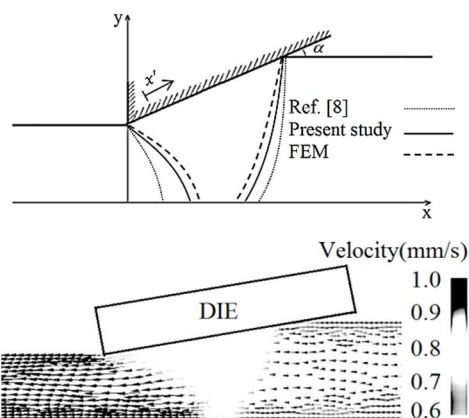 y
x'
α
Ref. [8]
Present study
FEM
x
Velocity(mm/s)
DIE
1.0
0.9
0.8
0.7
0.6